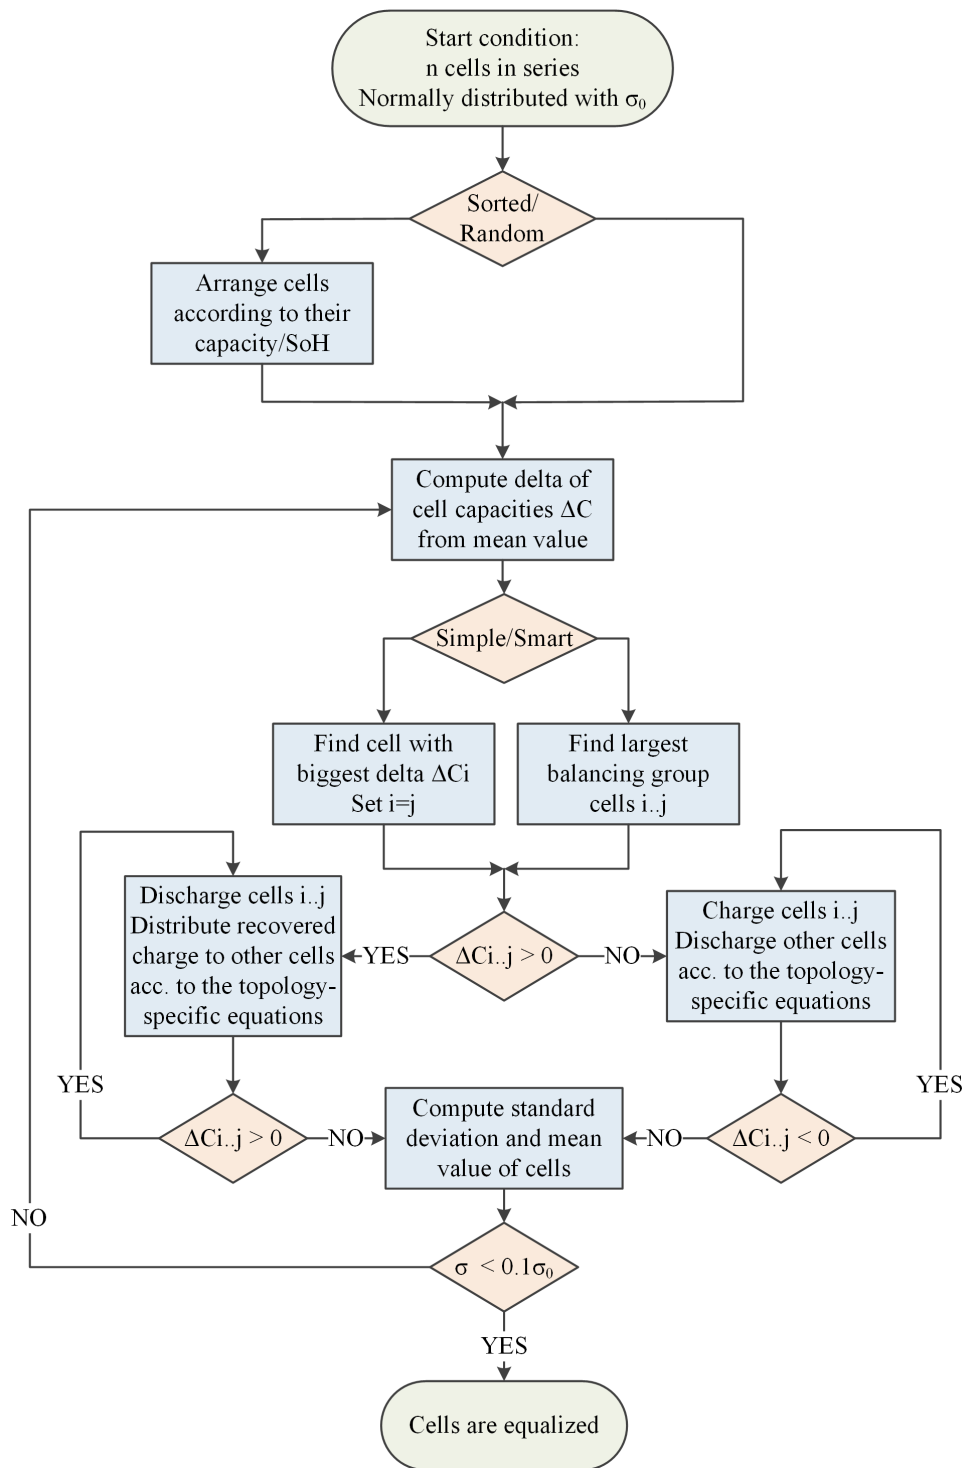 Start condition:
n cells in series
Normally distributed with σ₀
Sorted/
Random
Arrange cells
according to their
capacity/SoH
Compute delta of
cell capacities ΔC
from mean value
Simple/Smart
Find cell with
biggest delta ΔCi
Set i=j
Find largest
balancing group
cells i..j
Discharge cells i..j
Distribute recovered
charge to other cells
acc. to the topology-
specific equations
YES
ΔCi..j > 0
NO
Charge cells i..j
Discharge other cells
acc. to the topology-
specific equations
YES
ΔCi..j > 0
NO
Compute standard
deviation and mean
value of cells
NO
ΔCi..j < 0
YES
NO
σ < 0.1σ₀
YES
Cells are equalized